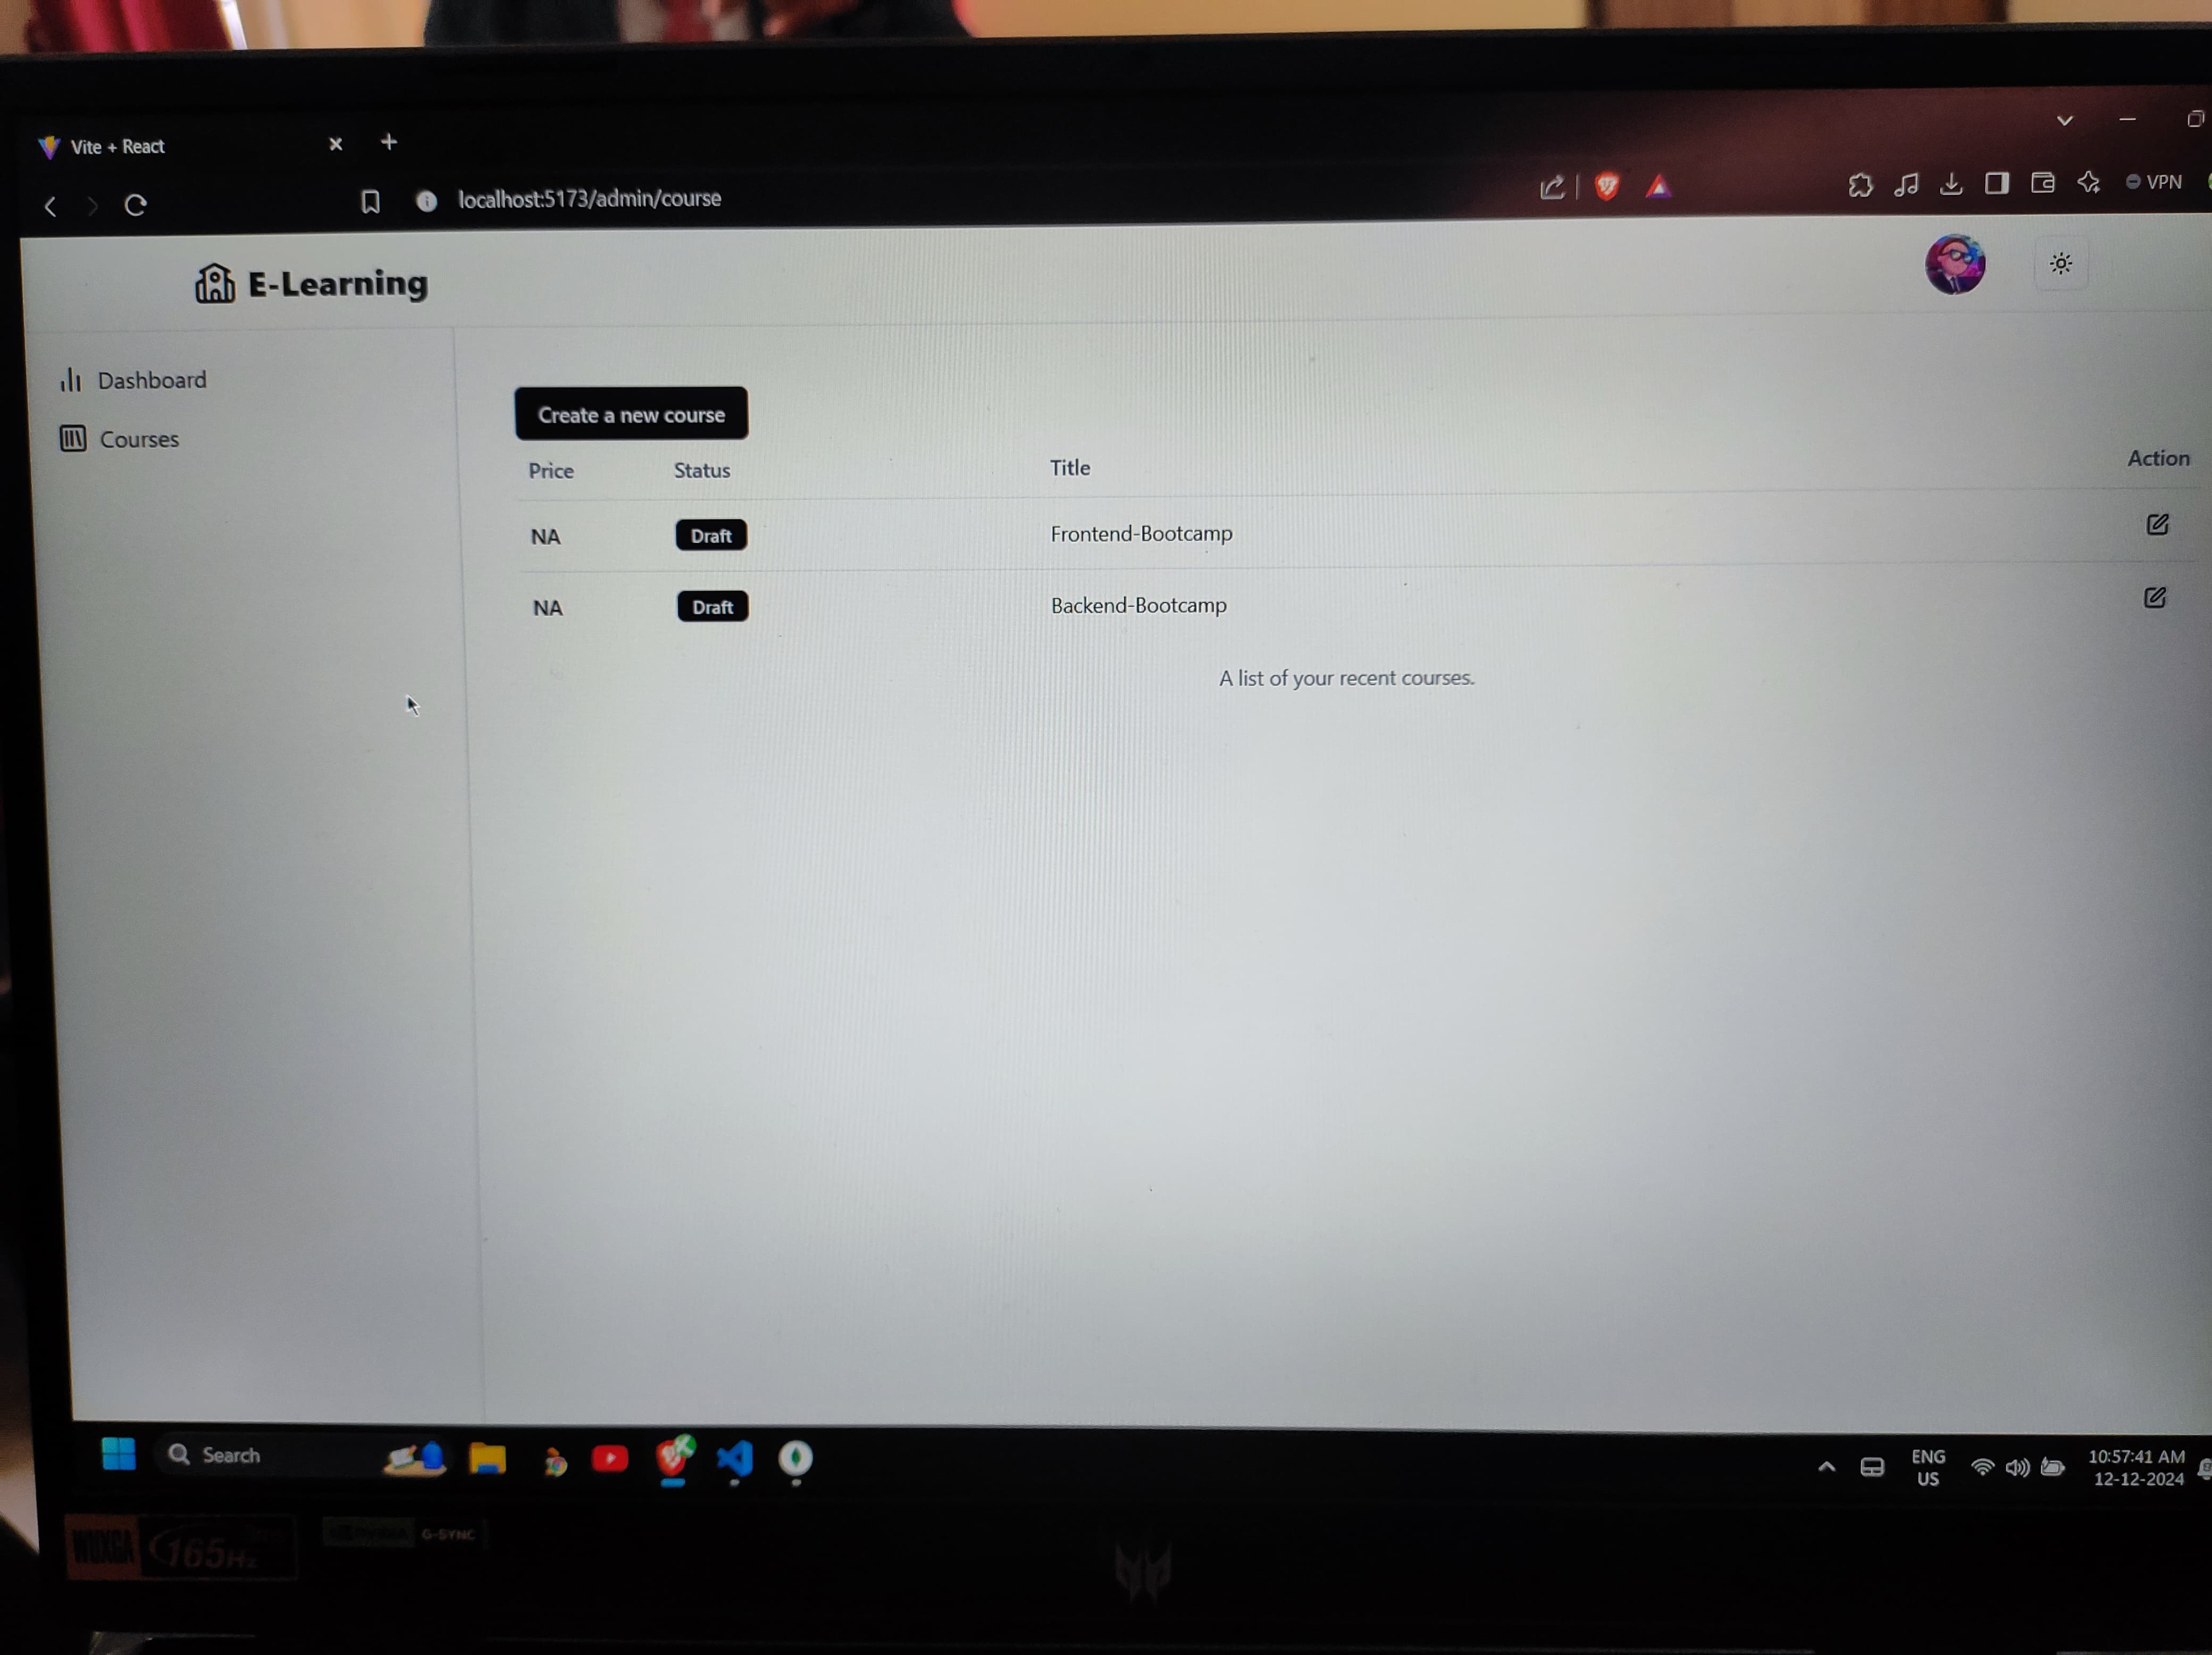 Vite + React
localhost:5173/admin/course
VPN
E-Learning
Dashboard
Courses
Create a new course
Price Status Title Action
NA Draft Frontend-Bootcamp
NA Draft Backend-Bootcamp
A list of your recent courses.
Search
ENG
US
10:57:41 AM
12-12-2024
WUXGA
165Hz
NVIDIA
G-SYNC